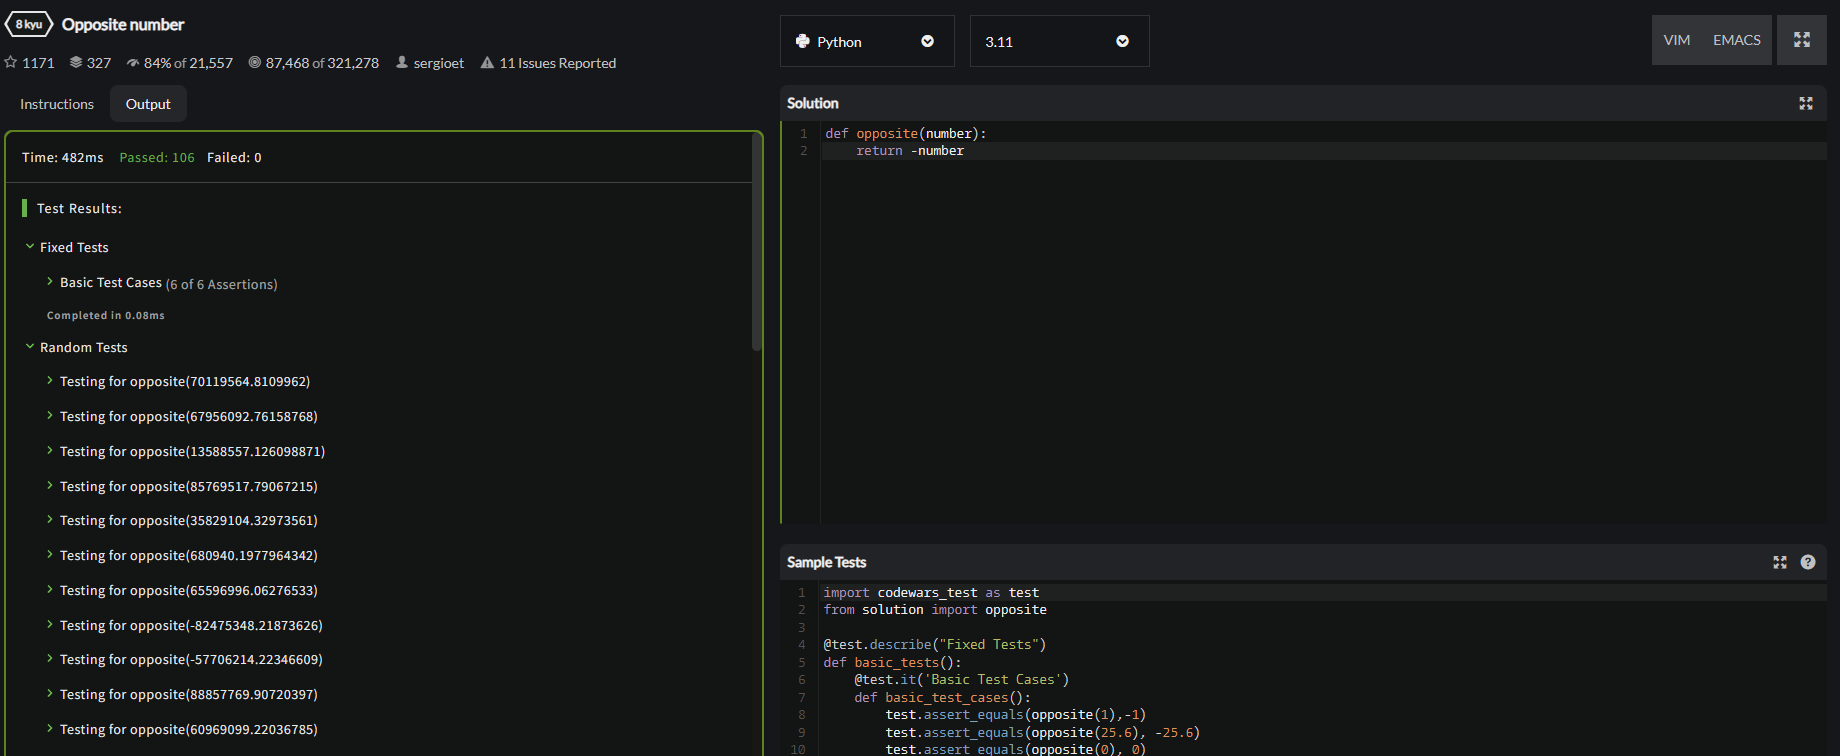 8 kyu Opposite number
1171 327 84% of 21,557 87,468 of 321,278 sergioet 11 Issues Reported
Instructions Output
Time: 482ms Passed: 106 Failed: 0
Test Results:
Fixed Tests
Basic Test Cases (6 of 6 Assertions)
Completed in 0.08ms
Random Tests
Testing for opposite(70119564.8109962)
Testing for opposite(67956092.76158768)
Testing for opposite(13588557.126098871)
Testing for opposite(85769517.79067215)
Testing for opposite(35829104.32973561)
Testing for opposite(680940.1977964342)
Testing for opposite(65596996.06276533)
Testing for opposite(-82475348.21873626)
Testing for opposite(-57706214.22346609)
Testing for opposite(88857769.90720397)
Testing for opposite(60969099.22036785)
Python 3.11 VIM EMACS
Solution
1 def opposite(number):
2     return -number
Sample Tests
1 import codewars_test as test
2 from solution import opposite
3
4 @test.describe("Fixed Tests")
5 def basic_tests():
6     @test.it('Basic Test Cases')
7     def basic_test_cases():
8         test.assert_equals(opposite(1),-1)
9         test.assert_equals(opposite(25.6), -25.6)
10         test.assert_equals(opposite(0), 0)